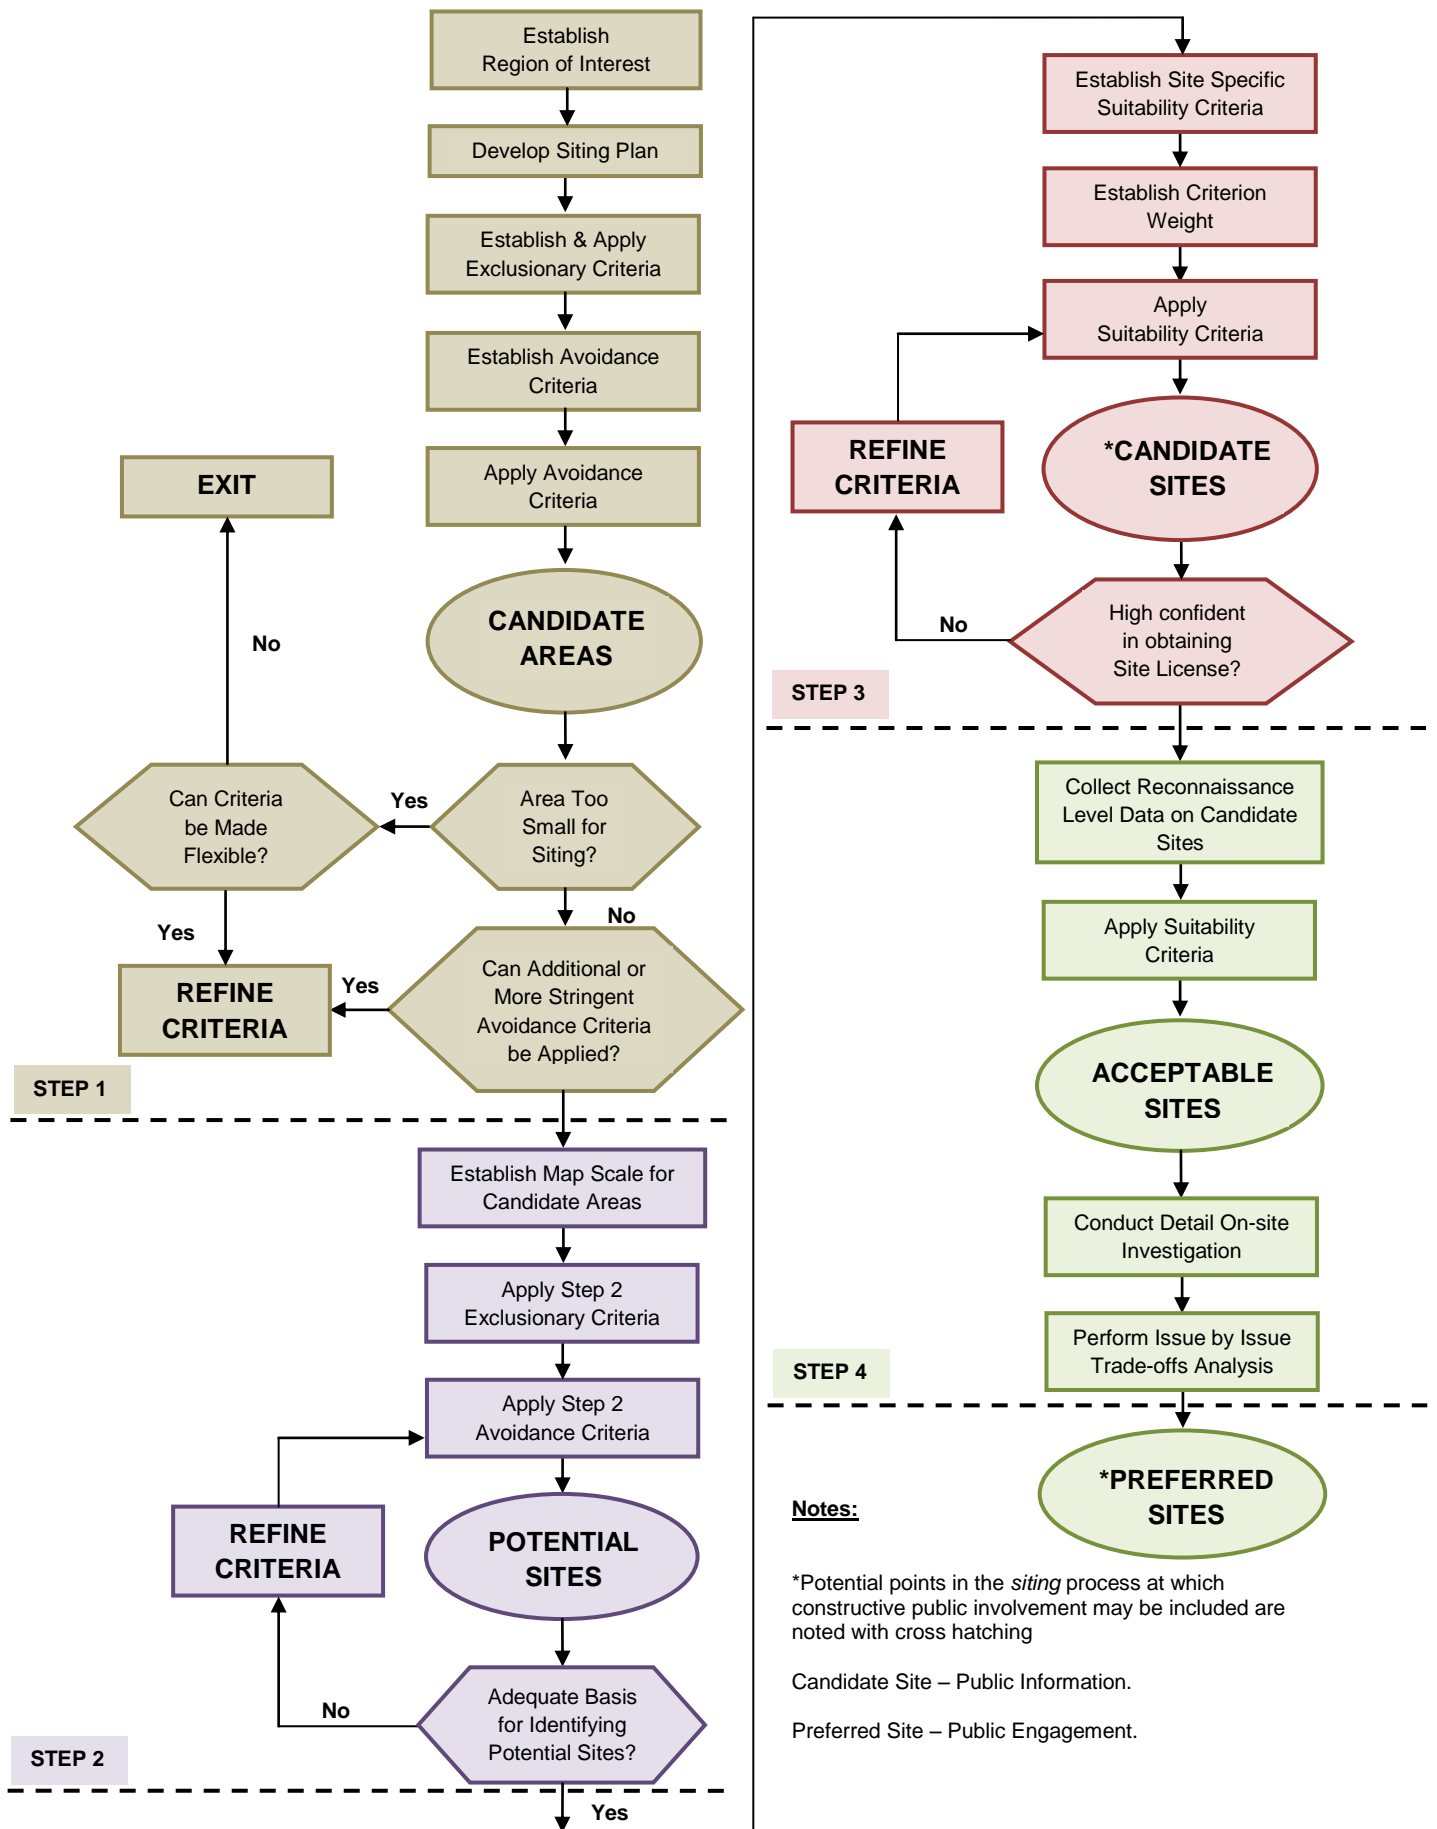 Establish
Region of Interest
Develop Siting Plan
Establish & Apply
Exclusionary Criteria
Establish Avoidance
Criteria
Apply Avoidance
Criteria
EXIT
CANDIDATE
AREAS
No
Can Criteria
be Made
Flexible?
Yes
Area Too
Small for
Siting?
Yes
No
REFINE
CRITERIA
Yes
Can Additional or
More Stringent
Avoidance Criteria
be Applied?
STEP 1
Establish Map Scale for
Candidate Areas
Apply Step 2
Exclusionary Criteria
Apply Step 2
Avoidance Criteria
REFINE
CRITERIA
POTENTIAL
SITES
No
Adequate Basis
for Identifying
Potential Sites?
STEP 2
Yes
Establish Site Specific
Suitability Criteria
Establish Criterion
Weight
Apply
Suitability Criteria
REFINE
CRITERIA
*CANDIDATE
SITES
No
High confident
in obtaining
Site License?
STEP 3
Collect Reconnaissance
Level Data on Candidate
Sites
Apply Suitability
Criteria
ACCEPTABLE
SITES
Conduct Detail On-site
Investigation
Perform Issue by Issue
Trade-offs Analysis
STEP 4
*PREFERRED
SITES
Notes:
*Potential points in the siting process at which
constructive public involvement may be included are
noted with cross hatching
Candidate Site – Public Information.
Preferred Site – Public Engagement.